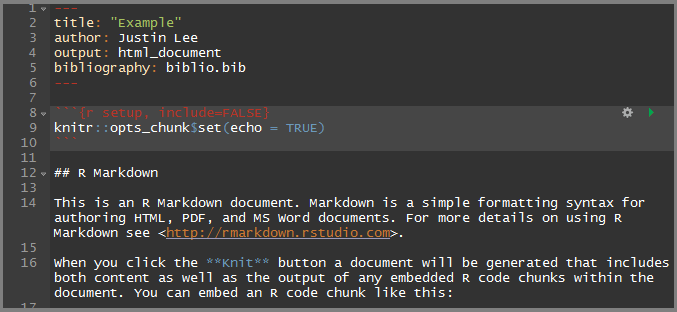 1 ---
2 title: "Example"
3 author: Justin Lee
4 output: html_document
5 bibliography: biblio.bib
6 ---
7
8 ```{r setup, include=FALSE}
9 knitr::opts_chunk$set(echo = TRUE)
10 ```
11
12 ## R Markdown
13
14 This is an R Markdown document. Markdown is a simple formatting syntax for
authoring HTML, PDF, and MS Word documents. For more details on using R
Markdown see <http://rmarkdown.rstudio.com>.
15
16 When you click the **Knit** button a document will be generated that includes
both content as well as the output of any embedded R code chunks within the
document. You can embed an R code chunk like this:
17